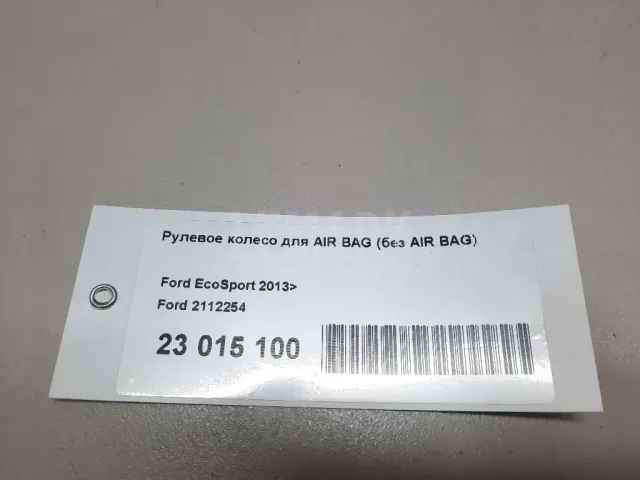 Рулевое колесо для AIR BAG (без AIR BAG)
Ford EcoSport 2013>
Ford 2112254
23 015 100